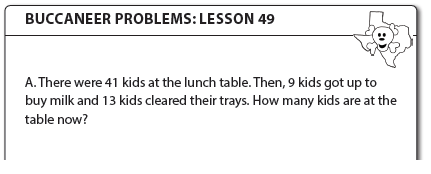 BUCCANEER PROBLEMS: LESSON 49
A. There were 41 kids at the lunch table. Then, 9 kids got up to
buy milk and 13 kids cleared their trays. How many kids are at the
table now?